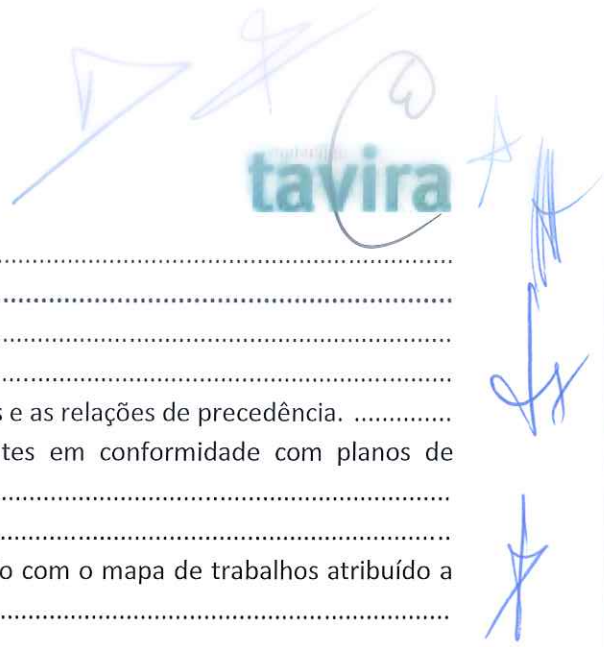 tavira
..........................................................................
..........................................................................
..........................................................................
..........................................................................
s e as relações de precedência. ..............
tes em conformidade com planos de
..........................................................................
..........................................................................
o com o mapa de trabalhos atribuído a
..........................................................................